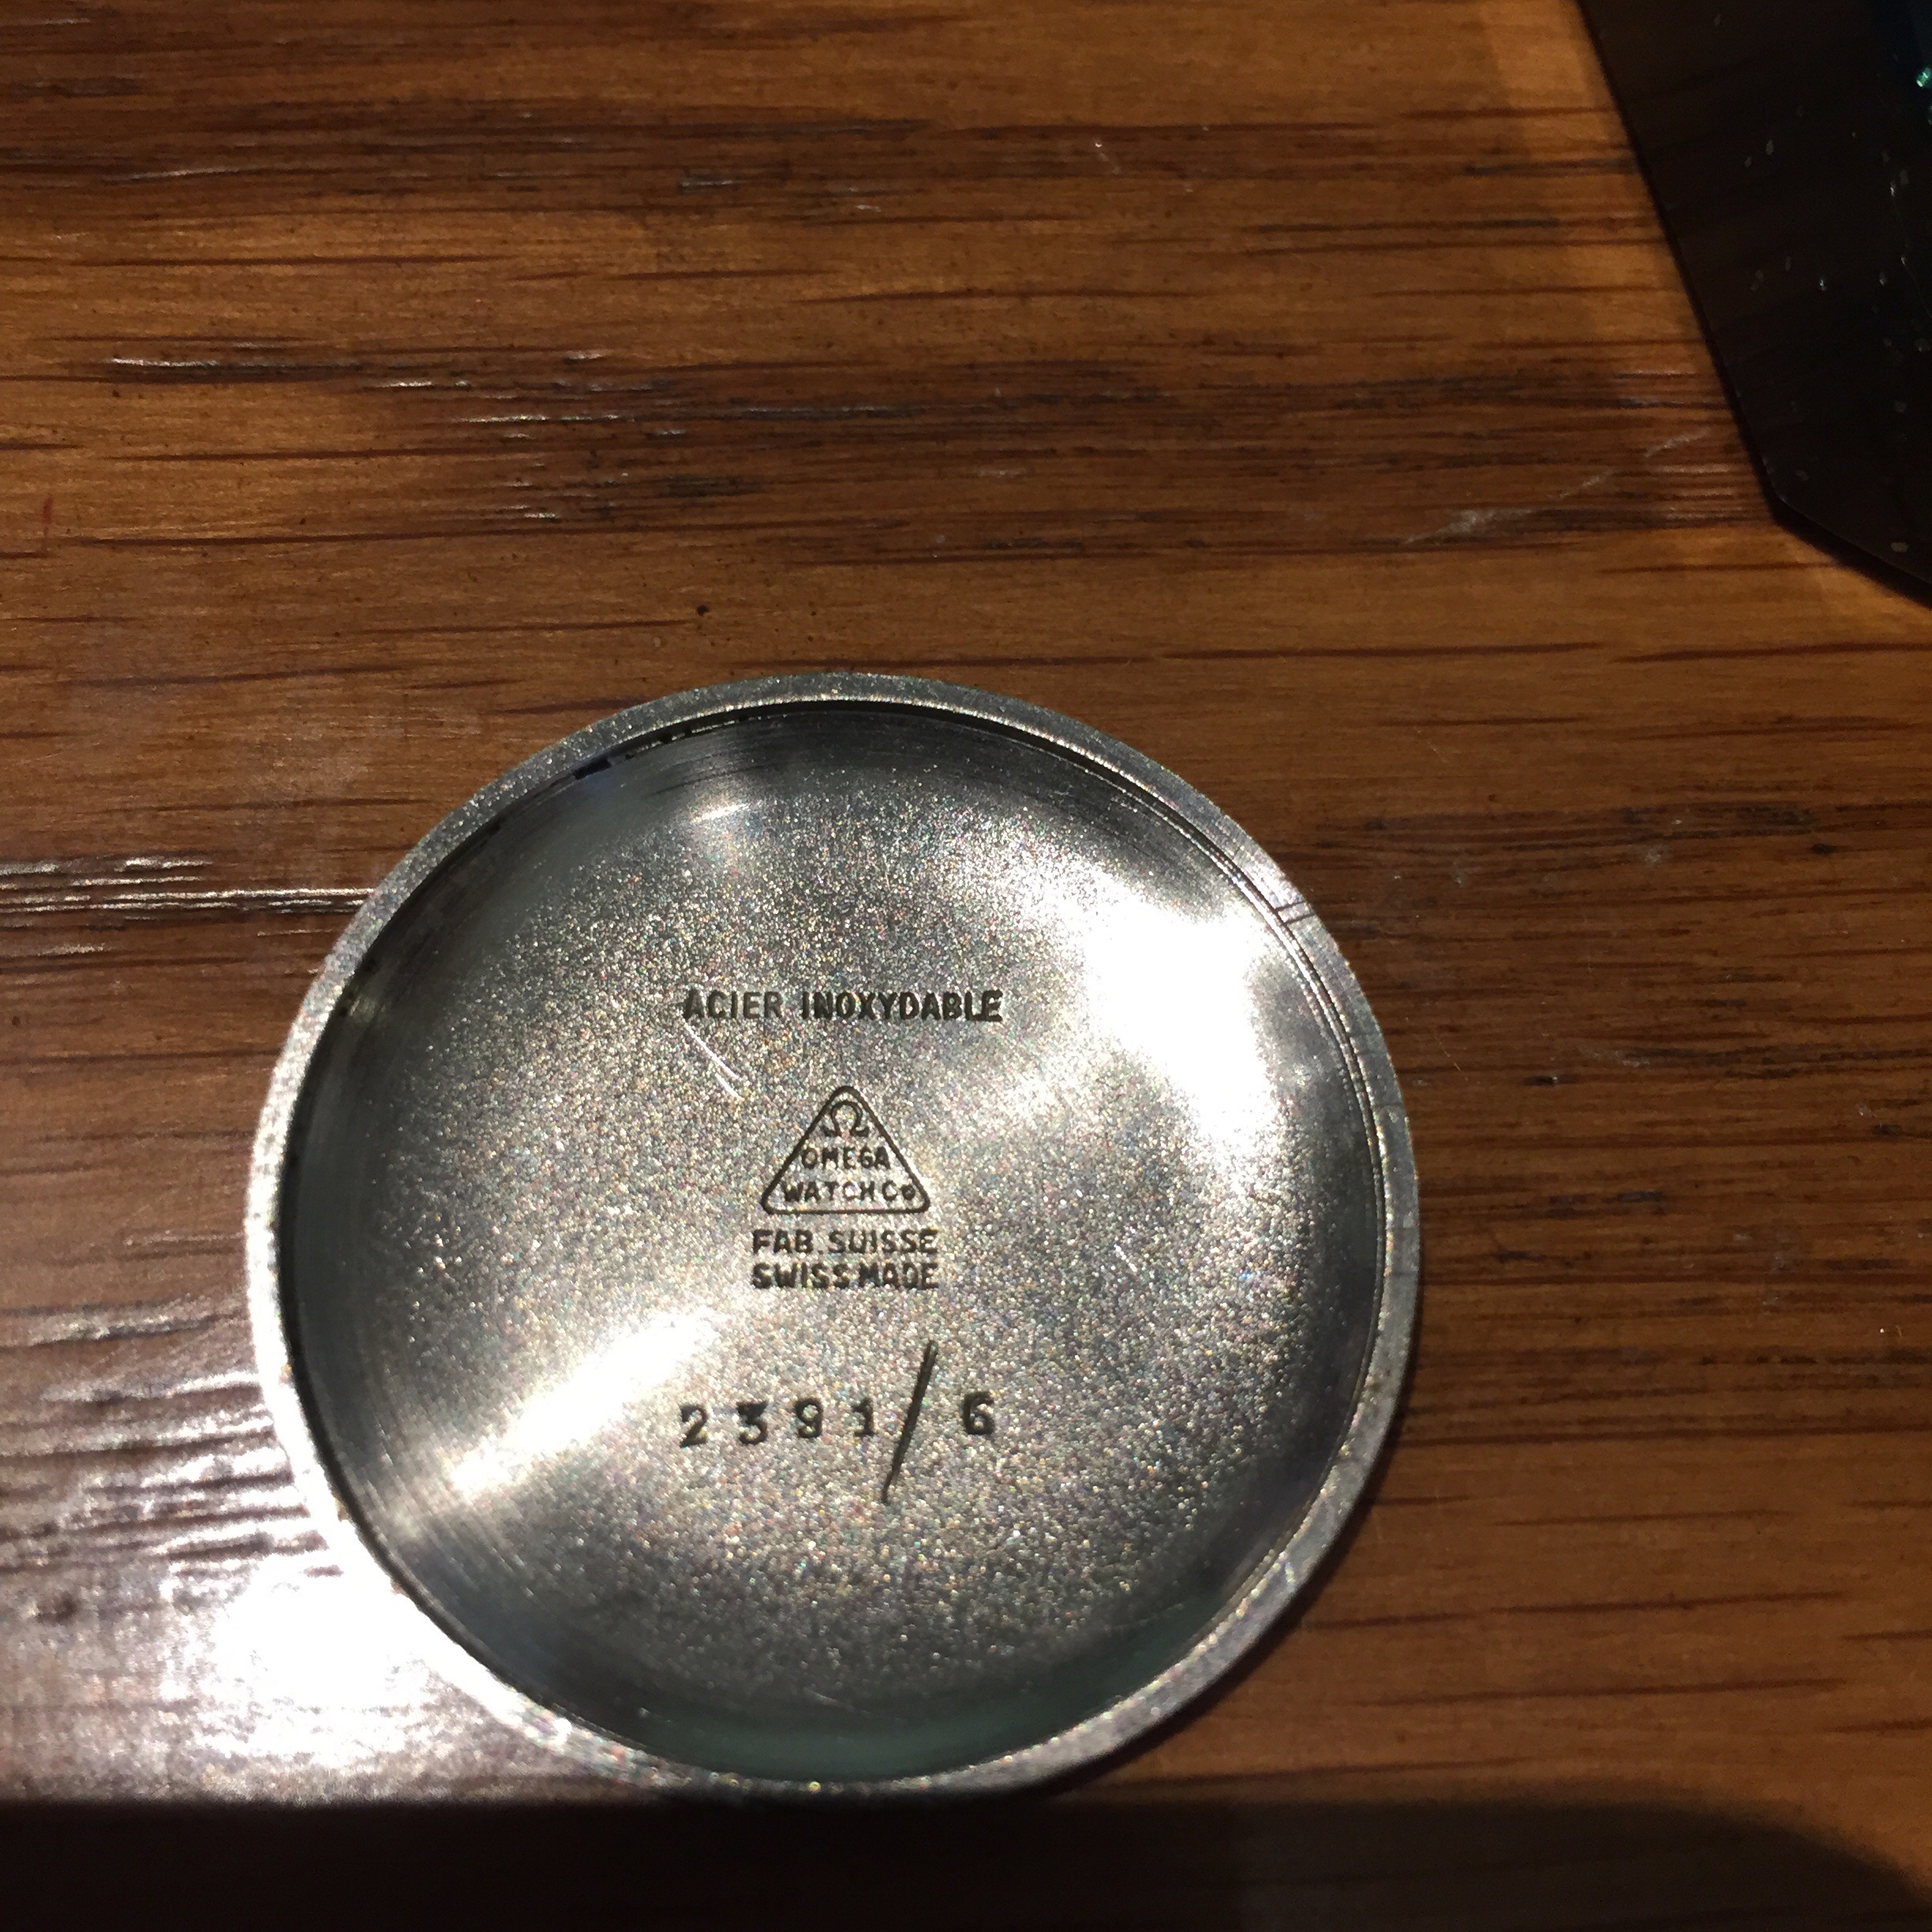 ACIER INOXYDABLE
Ω
OMEGA
WATCH Co
FAB. SUISSE
SWISS MADE
2391/6